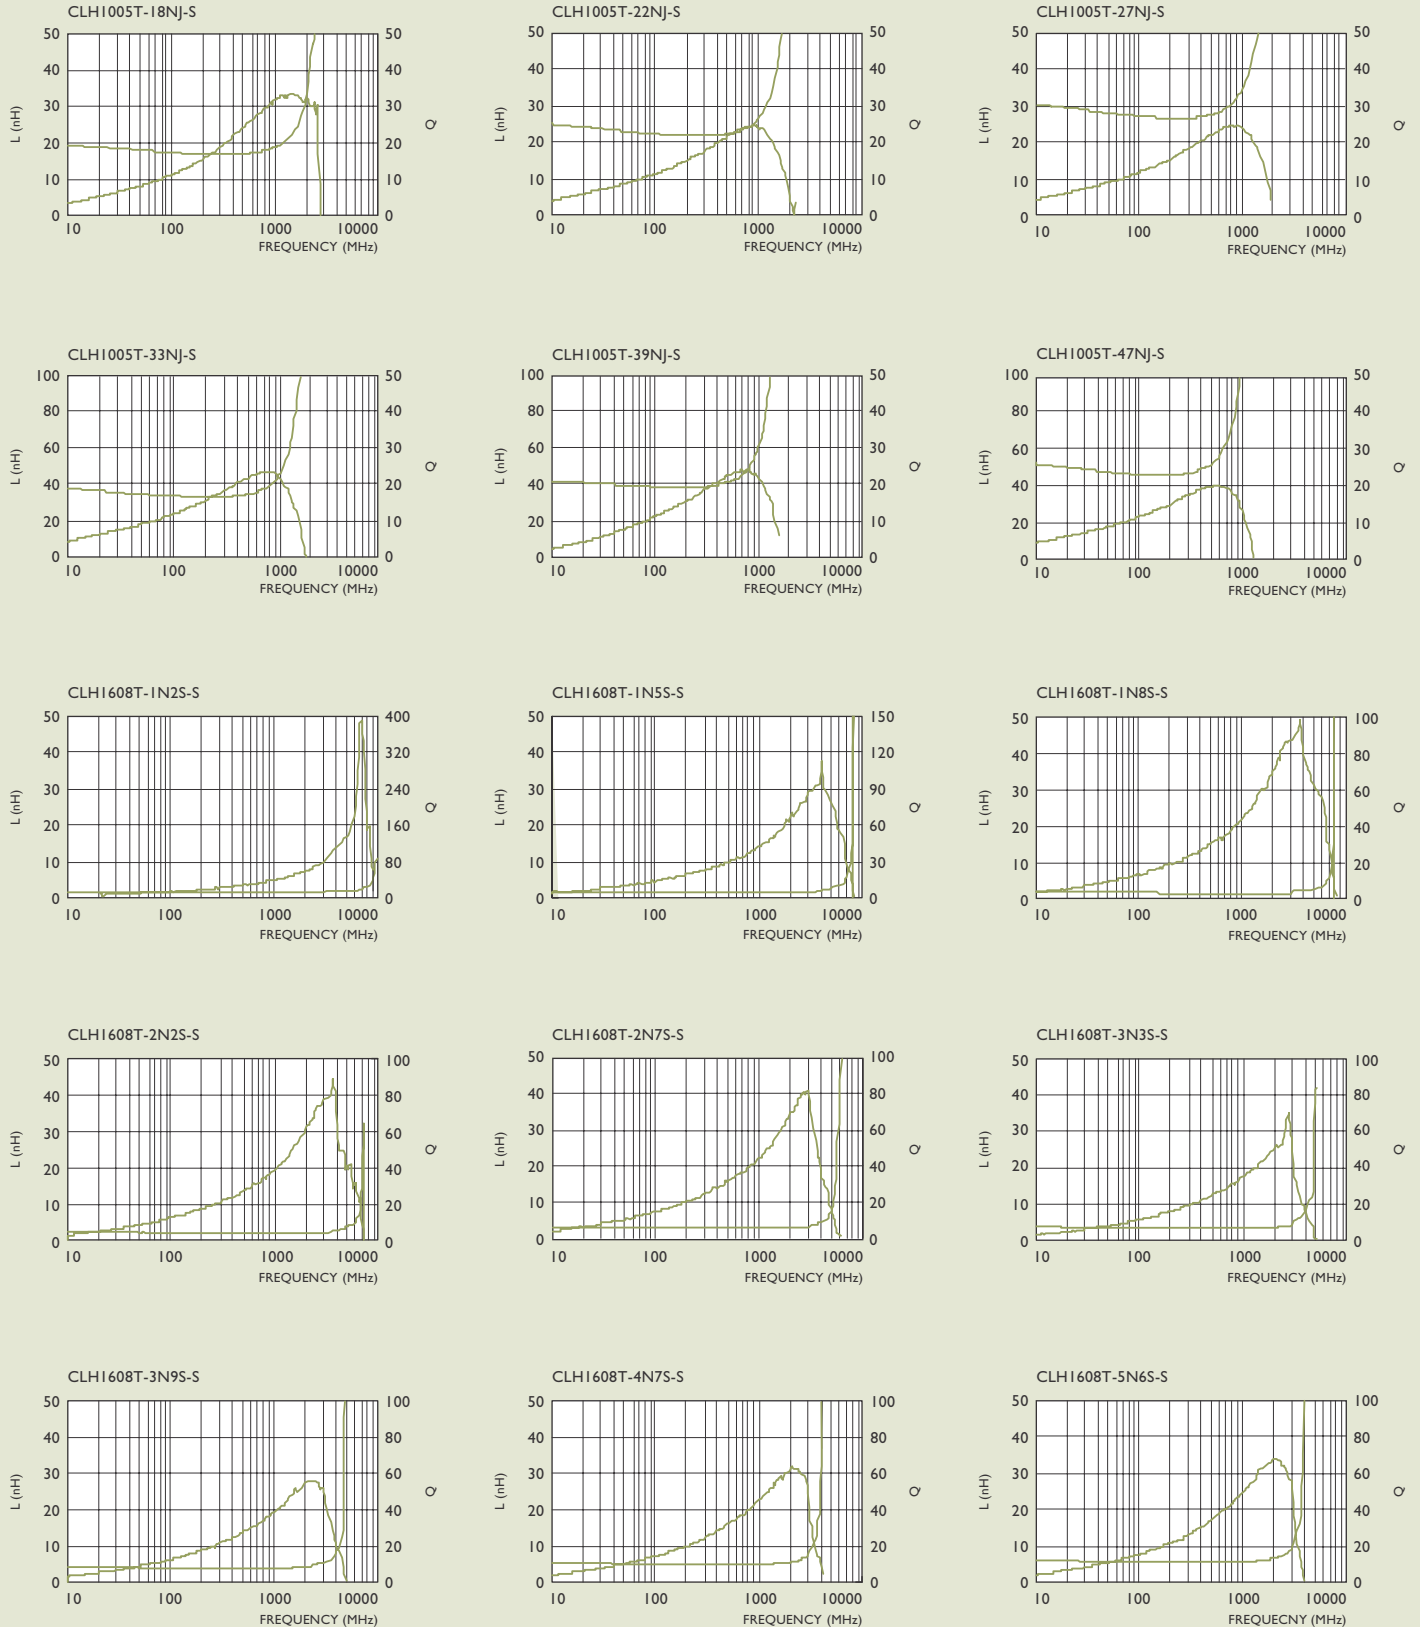 CLH1005T-18NJ-S
50
40
30
20
10
0
L (nH)
50
40
30
20
10
0
Q
10 100 1000 10000
FREQUENCY (MHz)
CLH1005T-22NJ-S
50
40
30
20
10
0
L (nH)
50
40
30
20
10
0
Q
10 100 1000 10000
FREQUENCY (MHz)
CLH1005T-27NJ-S
50
40
30
20
10
0
L (nH)
50
40
30
20
10
0
Q
10 100 1000 10000
FREQUENCY (MHz)
CLH1005T-33NJ-S
100
80
60
40
20
0
L (nH)
50
40
30
20
10
0
Q
10 100 1000 10000
FREQUENCY (MHz)
CLH1005T-39NJ-S
100
80
60
40
20
0
L (nH)
50
40
30
20
10
0
Q
10 100 1000 10000
FREQUENCY (MHz)
CLH1005T-47NJ-S
100
80
60
40
20
0
L (nH)
50
40
30
20
10
0
Q
10 100 1000 10000
FREQUENCY (MHz)
CLH1608T-1N2S-S
50
40
30
20
10
0
L (nH)
400
320
240
160
80
0
Q
10 100 1000 10000
FREQUENCY (MHz)
CLH1608T-1N5S-S
50
40
30
20
10
0
L (nH)
150
120
90
60
30
0
Q
10 100 1000 10000
FREQUENCY (MHz)
CLH1608T-1N8S-S
50
40
30
20
10
0
L (nH)
100
80
60
40
20
0
Q
10 100 1000 10000
FREQUENCY (MHz)
CLH1608T-2N2S-S
50
40
30
20
10
0
L (nH)
100
80
60
40
20
0
Q
10 100 1000 10000
FREQUENCY (MHz)
CLH1608T-2N7S-S
50
40
30
20
10
0
L (nH)
100
80
60
40
20
0
Q
10 100 1000 10000
FREQUENCY (MHz)
CLH1608T-3N3S-S
50
40
30
20
10
0
L (nH)
100
80
60
40
20
0
Q
10 100 1000 10000
FREQUENCY (MHz)
CLH1608T-3N9S-S
50
40
30
20
10
0
L (nH)
100
80
60
40
20
0
Q
10 100 1000 10000
FREQUENCY (MHz)
CLH1608T-4N7S-S
50
40
30
20
10
0
L (nH)
100
80
60
40
20
0
Q
10 100 1000 10000
FREQUENCY (MHz)
CLH1608T-5N6S-S
50
40
30
20
10
0
L (nH)
100
80
60
40
20
0
Q
10 100 1000 10000
FREQUECNY (MHz)